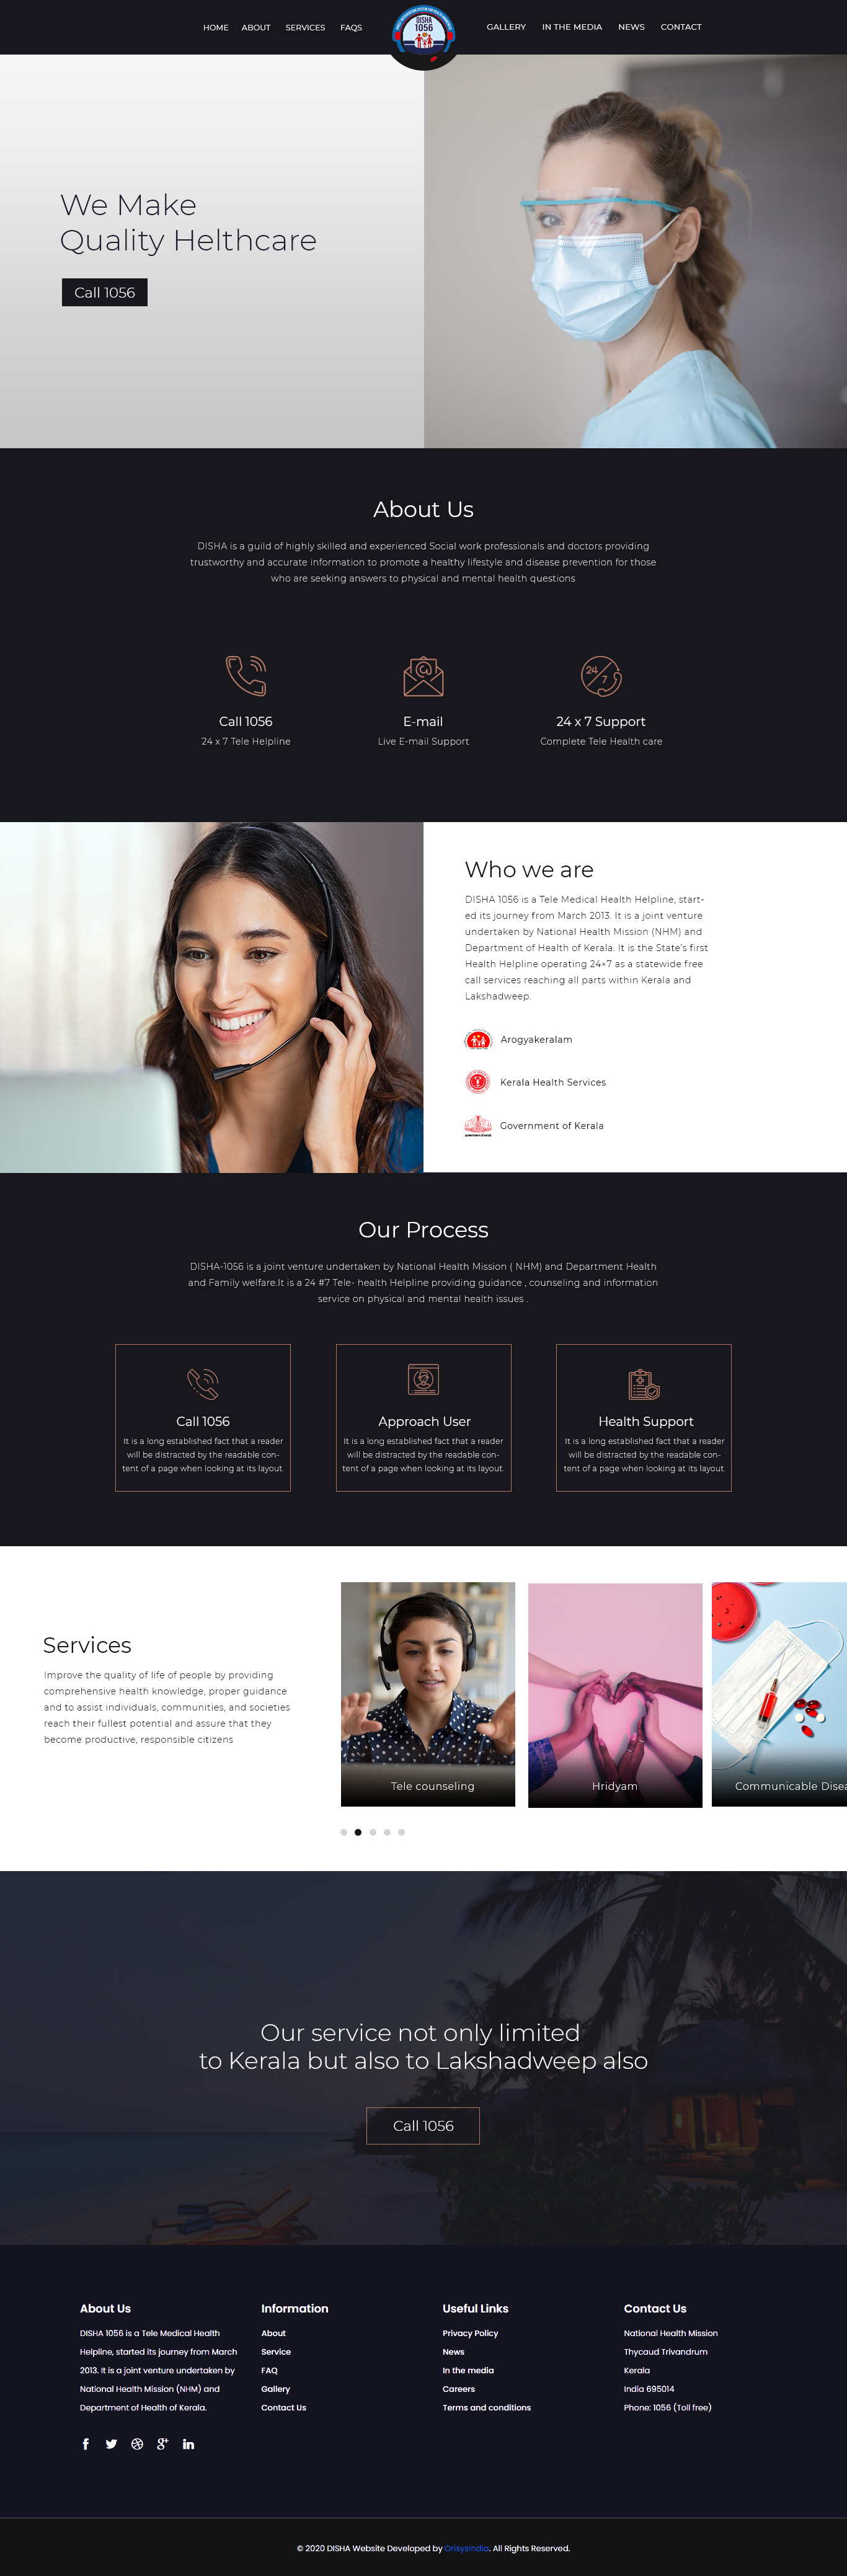 HOME ABOUT SERVICES FAQS
DISHA
1056
GALLERY IN THE MEDIA NEWS CONTACT
We Make
Quality Helthcare
Call 1056
About Us
DISHA is a guild of highly skilled and experienced Social work professionals and doctors providing
trustworthy and accurate information to promote a healthy lifestyle and disease prevention for those
who are seeking answers to physical and mental health questions
Call 1056
24 x 7 Tele Helpline
E-mail
Live E-mail Support
24
7
24 x 7 Support
Complete Tele Health care
Who we are
DISHA 1056 is a Tele Medical Health Helpline, start-
ed its journey from March 2013. It is a joint venture
undertaken by National Health Mission (NHM) and
Department of Health of Kerala. It is the State's first
Health Helpline operating 24×7 as a statewide free
call services reaching all parts within Kerala and
Lakshadweep.
Arogyakeralam
Kerala Health Services
Government of Kerala
Our Process
DISHA-1056 is a joint venture undertaken by National Health Mission ( NHM) and Department Health
and Family welfare.It is a 24 #7 Tele- health Helpline providing guidance , counseling and information
service on physical and mental health issues .
Call 1056
It is a long established fact that a reader
will be distracted by the readable con-
tent of a page when looking at its layout.
Approach User
It is a long established fact that a reader
will be distracted by the readable con-
tent of a page when looking at its layout.
Health Support
It is a long established fact that a reader
will be distracted by the readable con-
tent of a page when looking at its layout.
Services
Improve the quality of life of people by providing
comprehensive health knowledge, proper guidance
and to assist individuals, communities, and societies
reach their fullest potential and assure that they
become productive, responsible citizens
Tele counseling
Hridyam
Communicable Disea
Our service not only limited
to Kerala but also to Lakshadweep also
Call 1056
About Us
DISHA 1056 is a Tele Medical Health
Helpline, started its journey from March
2013. It is a joint venture undertaken by
National Health Mission (NHM) and
Department of Health of Kerala.
Information
About
Service
FAQ
Gallery
Contact Us
Useful Links
Privacy Policy
News
In the media
Careers
Terms and conditions
Contact Us
National Health Mission
Thycaud Trivandrum
Kerala
India 695014
Phone: 1056 (Toll free)
© 2020 DISHA Website Developed by Orisysindia. All Rights Reserved.